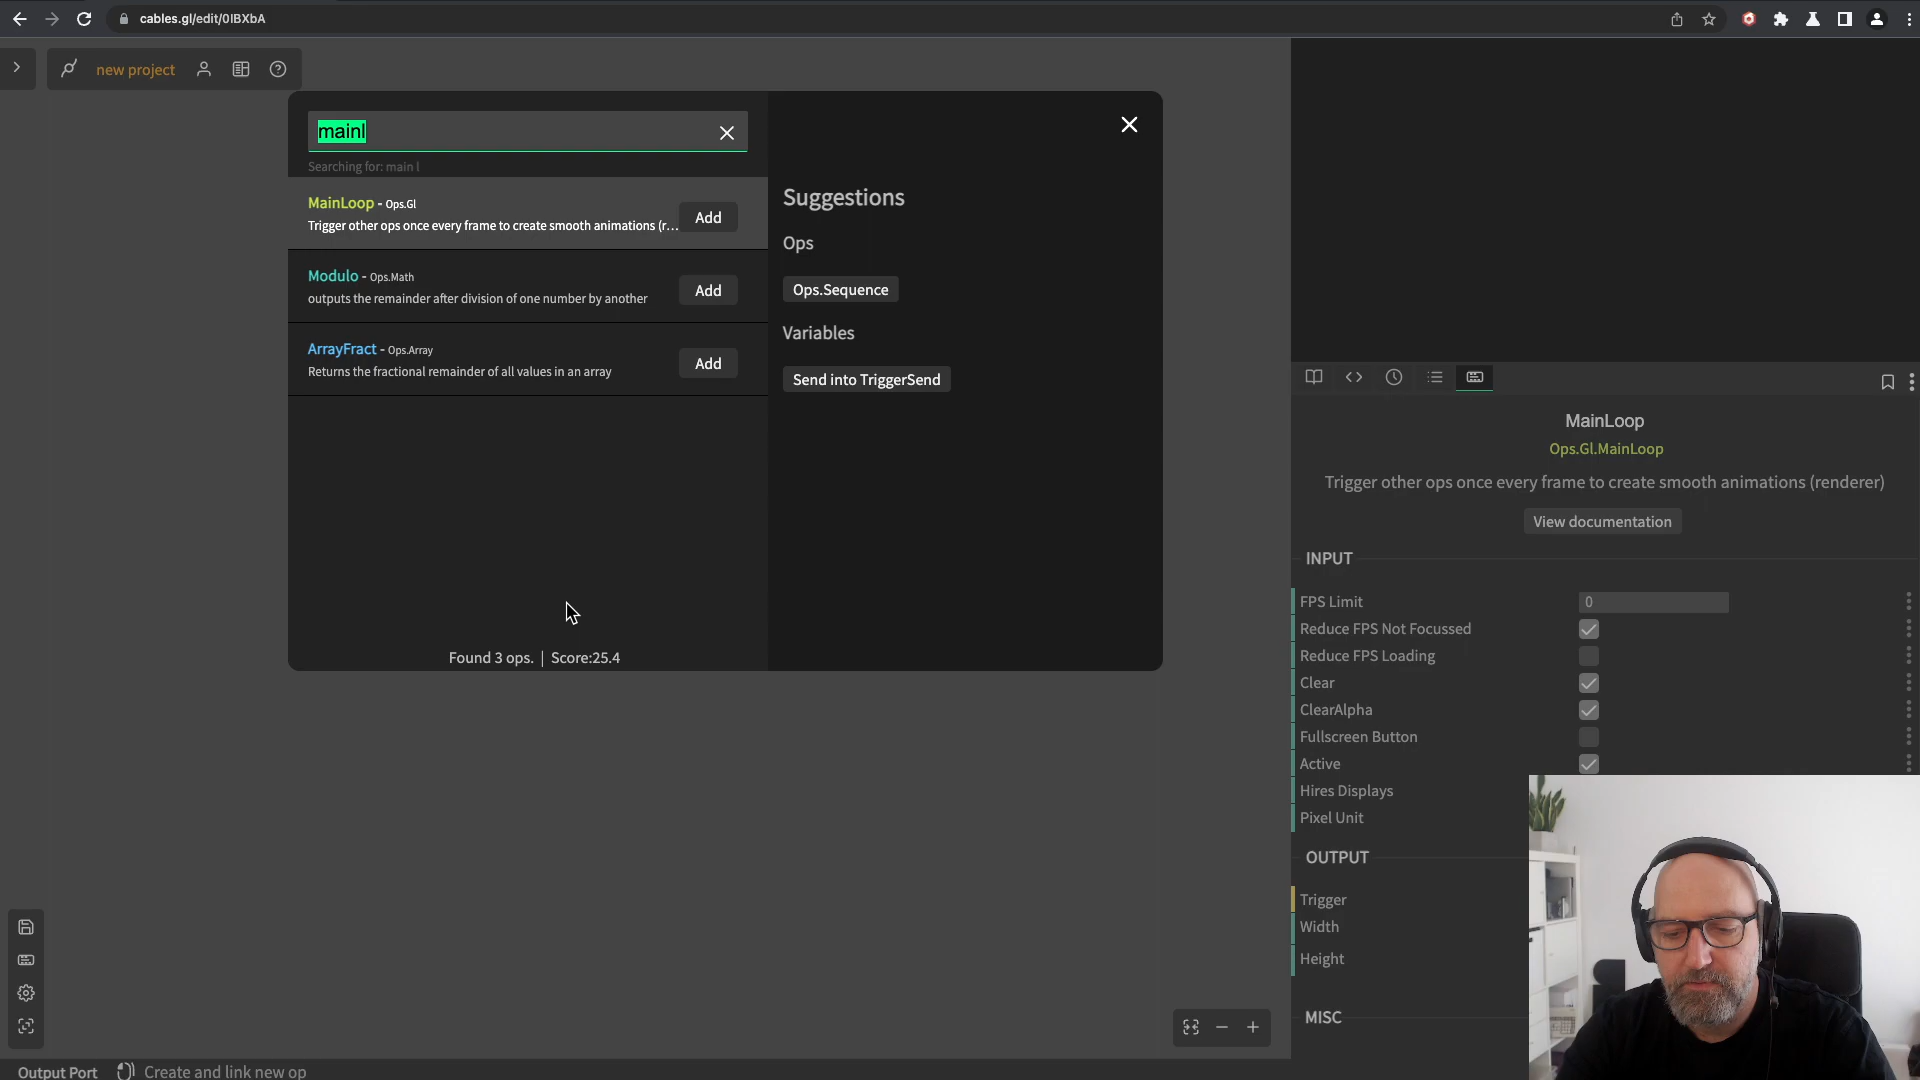 cables.gl/edit/0IBXbA
new project
mainl
Searching for: main l
MainLoop - Ops.Gl
Trigger other ops once every frame to create smooth animations (r...
Add
Modulo - Ops.Math
outputs the remainder after division of one number by another
Add
ArrayFract - Ops.Array
Returns the fractional remainder of all values in an array
Add
Found 3 ops. | Score:25.4
Suggestions
Ops
Ops.Sequence
Variables
Send into TriggerSend
MainLoop
Ops.Gl.MainLoop
Trigger other ops once every frame to create smooth animations (renderer)
View documentation
INPUT
FPS Limit
0
Reduce FPS Not Focussed
Reduce FPS Loading
Clear
ClearAlpha
Fullscreen Button
Active
Hires Displays
Pixel Unit
OUTPUT
Trigger
Width
Height
MISC
Output Port
Create and link new op